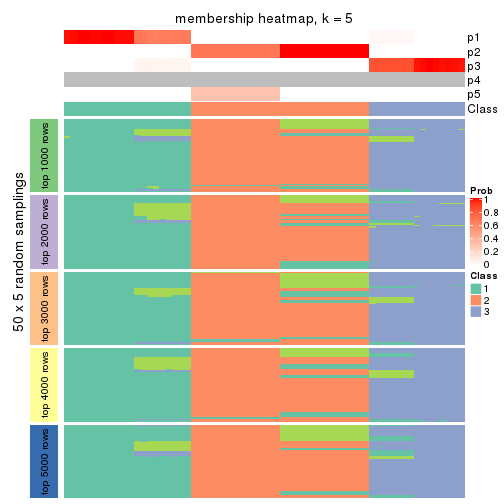 membership heatmap, k = 5
p1
p2
p3
p4
p5
Class
50 x 5 random samplings
top 1000 rows
top 2000 rows
top 3000 rows
top 4000 rows
top 5000 rows
Prob
1
0.8
0.6
0.4
0.2
0
Class
1
2
3